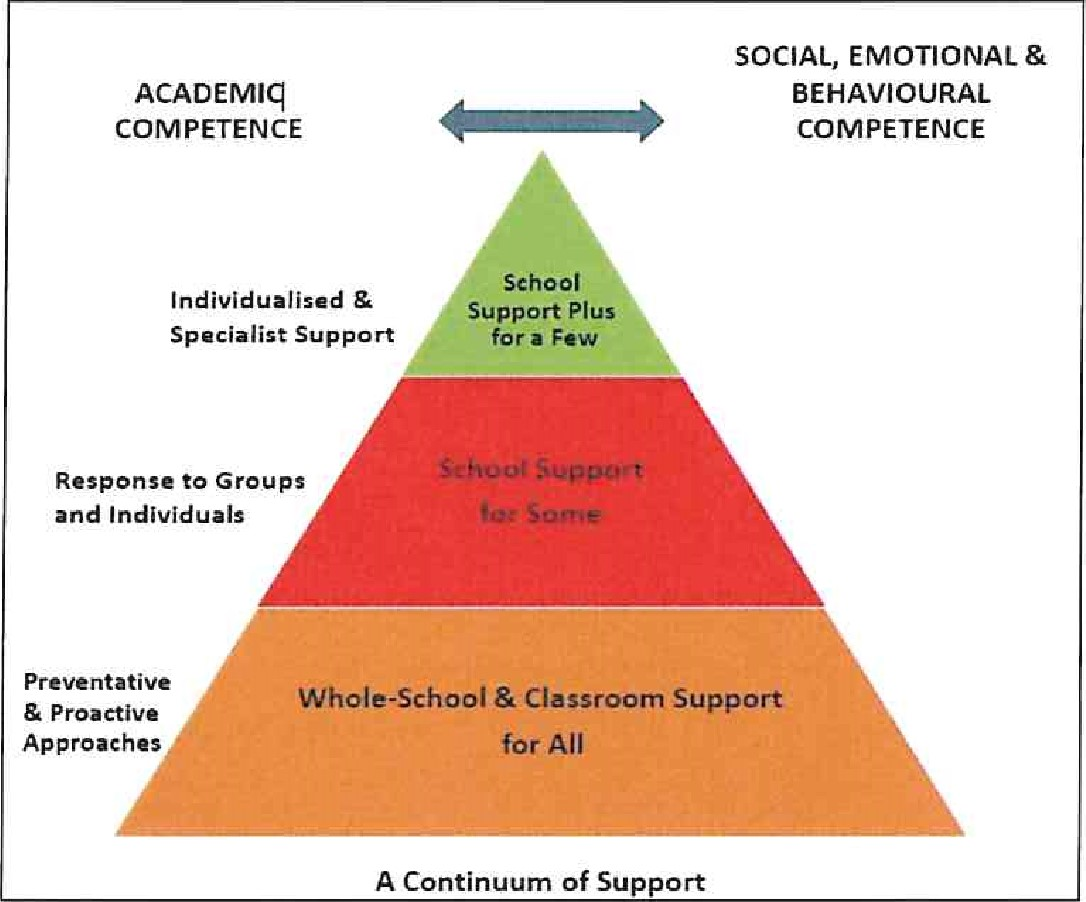 ACADEMIC
COMPETENCE
SOCIAL, EMOTIONAL &
BEHAVIOURAL
COMPETENCE
School
Support Plus
for a Few
Individualised &
Specialist Support
School Support
for Some
Response to Groups
and Individuals
Whole-School & Classroom Support
for All
Preventative
& Proactive
Approaches
A Continuum of Support